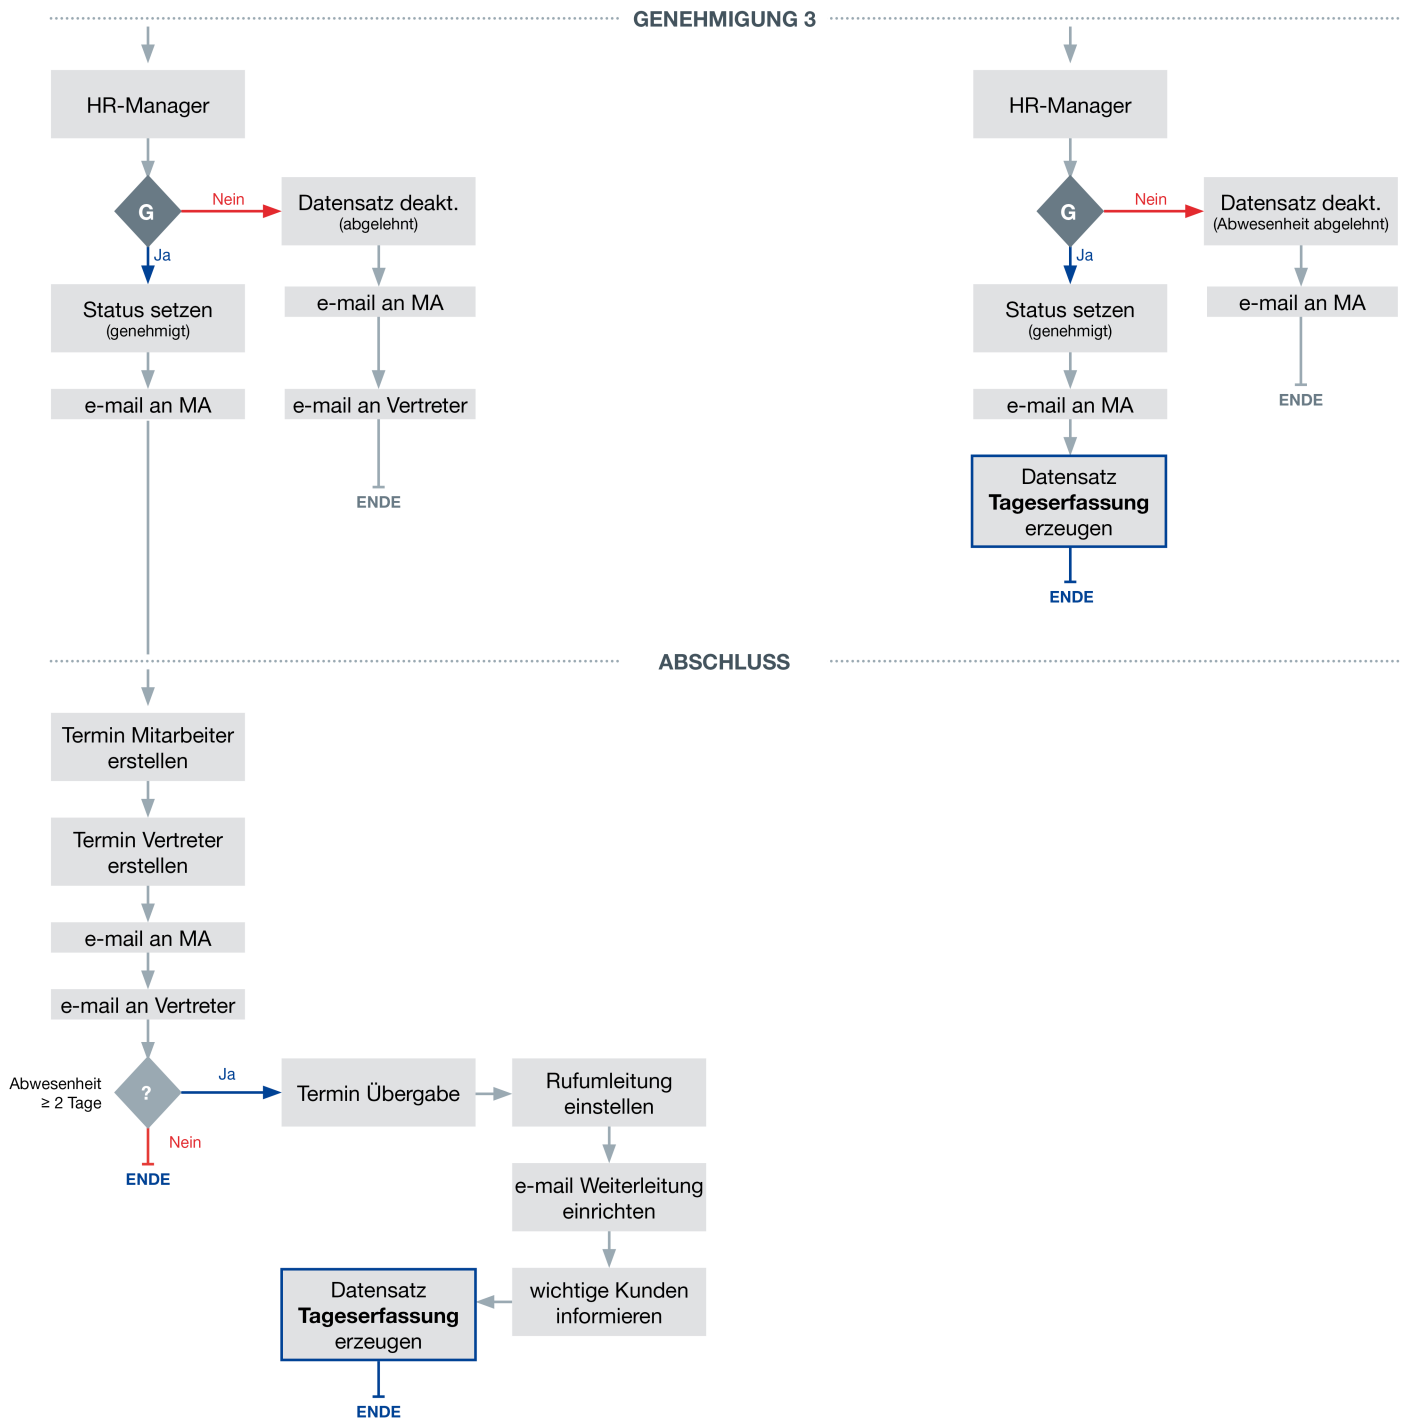 GENEHMIGUNG 3
HR-Manager
G
Nein
Datensatz deakt.
(abgelehnt)
Ja
Status setzen
(genehmigt)
e-mail an MA
e-mail an MA
e-mail an Vertreter
ENDE
HR-Manager
G
Nein
Datensatz deakt.
(Abwesenheit abgelehnt)
Ja
Status setzen
(genehmigt)
e-mail an MA
e-mail an MA
ENDE
Datensatz
Tageserfassung
erzeugen
ENDE
ABSCHLUSS
Termin Mitarbeiter
erstellen
Termin Vertreter
erstellen
e-mail an MA
e-mail an Vertreter
Abwesenheit
≥ 2 Tage
?
Ja
Nein
ENDE
Termin Übergabe
Rufumleitung
einstellen
e-mail Weiterleitung
einrichten
wichtige Kunden
informieren
Datensatz
Tageserfassung
erzeugen
ENDE